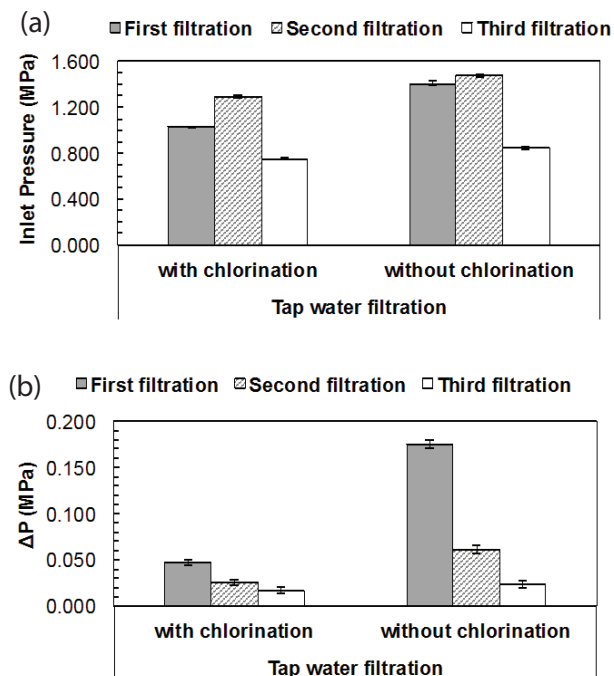 (a)
First filtration Second filtration Third filtration
Inlet Pressure (MPa)
1.600
1.200
0.800
0.400
0.000
with chlorination without chlorination
Tap water filtration
(b)
First filtration Second filtration Third filtration
ΔP (MPa)
0.200
0.150
0.100
0.050
0.000
with chlorination without chlorination
Tap water filtration